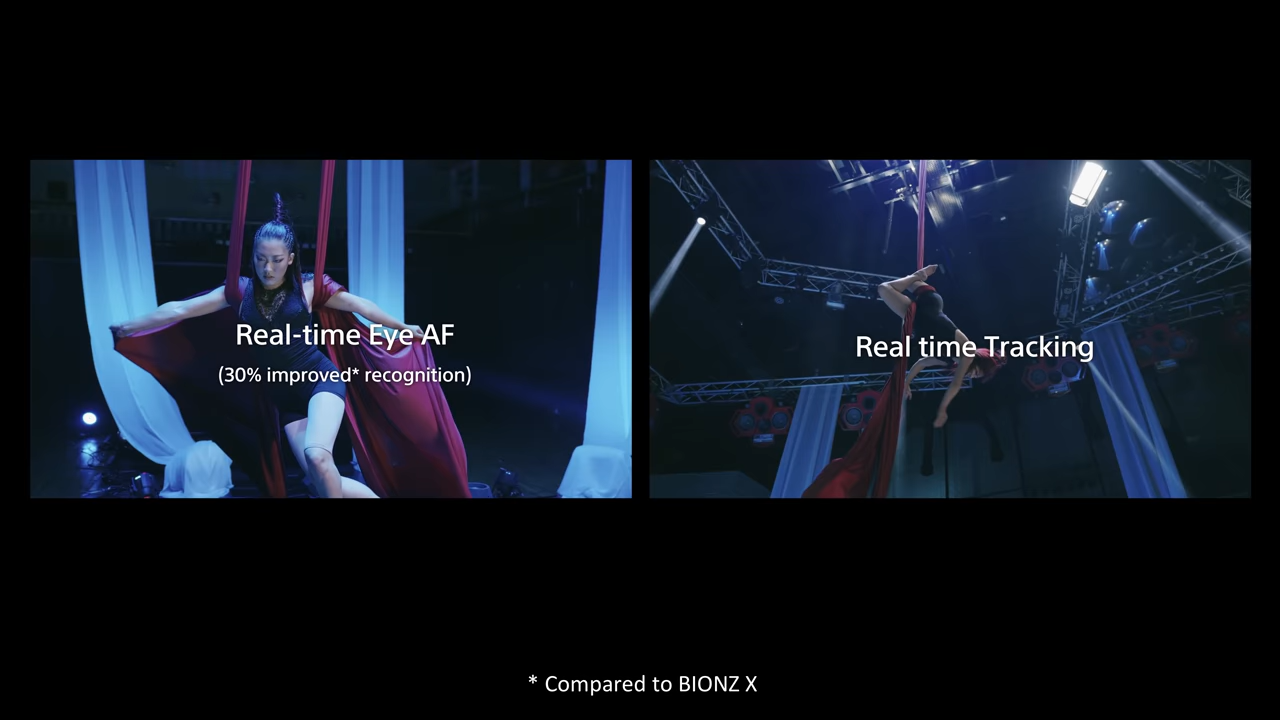 Real-time Eye AF
(30% improved* recognition)
Real time Tracking
* Compared to BIONZ X